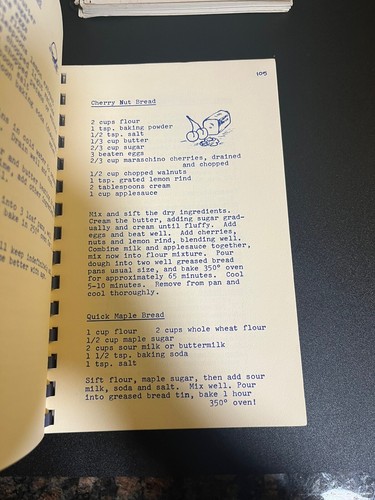 105
Cherry Nut Bread
2 cups flour
1 tsp. baking powder
1/2 tsp. salt
1/3 cup butter
2/3 cup sugar
3 beaten eggs
2/3 cup maraschino cherries, drained
and chopped
1/2 cup chopped walnuts
1 tsp. grated lemon rind
2 tablespoons cream
1 cup applesauce
Mix and sift the dry ingredients.
Cream the butter, adding sugar grad-
ually and cream until fluffy. Add
eggs and beat well. Add cherries,
nuts and lemon rind, blending well.
Combine milk and applesauce together,
mix now into flour mixture. Pour
dough into two well greased bread
pans usual size, and bake 350° oven
for approximately 65 minutes. Cool
5-10 minutes. Remove from pan and
cool thoroughly.
Quick Maple Bread
1 cup flour 2 cups whole wheat flour
1/2 cup maple sugar
2 cups sour milk or buttermilk
1 1/2 tsp. baking soda
1 tsp. salt
Sift flour, maple sugar, then add sour
milk, soda and salt. Mix well. Pour
into greased bread tin, bake 1 hour
350° oven!